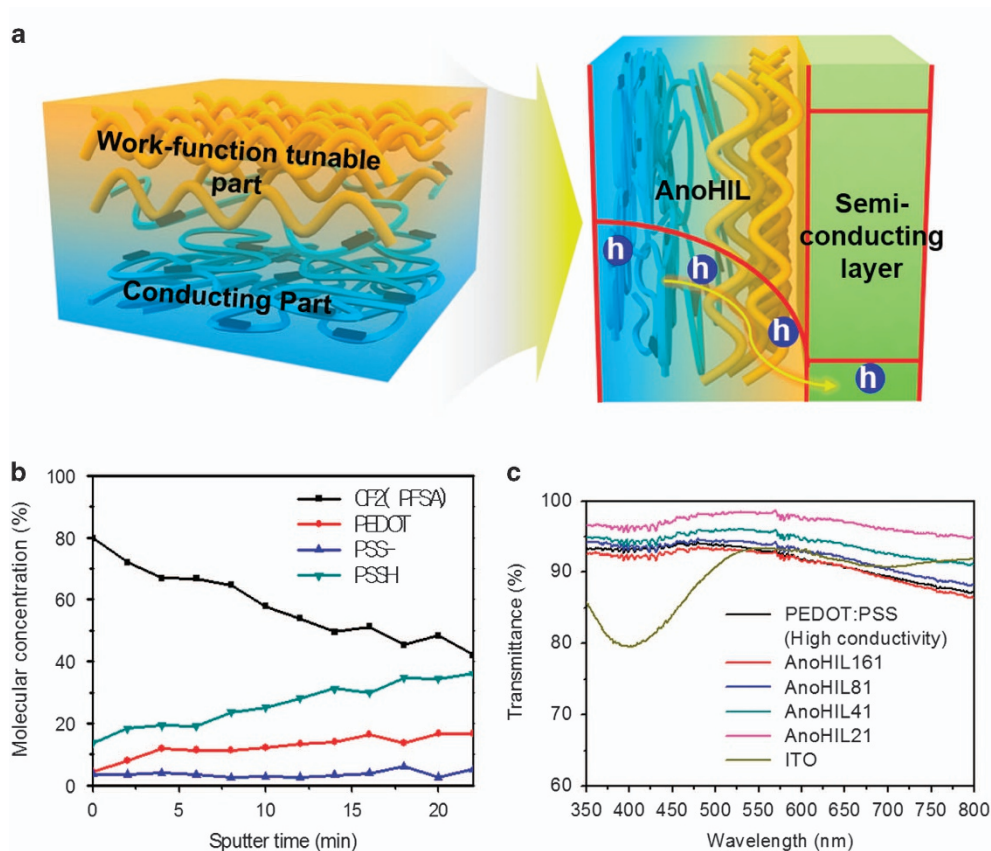 a
Work-function tunable
part
Conducting Part
AnoHIL
Semi-
conducting
layer
h
h
h
h
b
Molecular concentration (%)
100
80
60
40
20
0
CF2( PFSA)
PEDOT
PSS-
PSSH
0
5
10
15
20
Sputter time (min)
c
Transmittance (%)
100
90
80
70
60
PEDOT:PSS
(High conductivity)
AnoHIL161
AnoHIL81
AnoHIL41
AnoHIL21
ITO
350 400 450 500 550 600 650 700 750 800
Wavelength (nm)